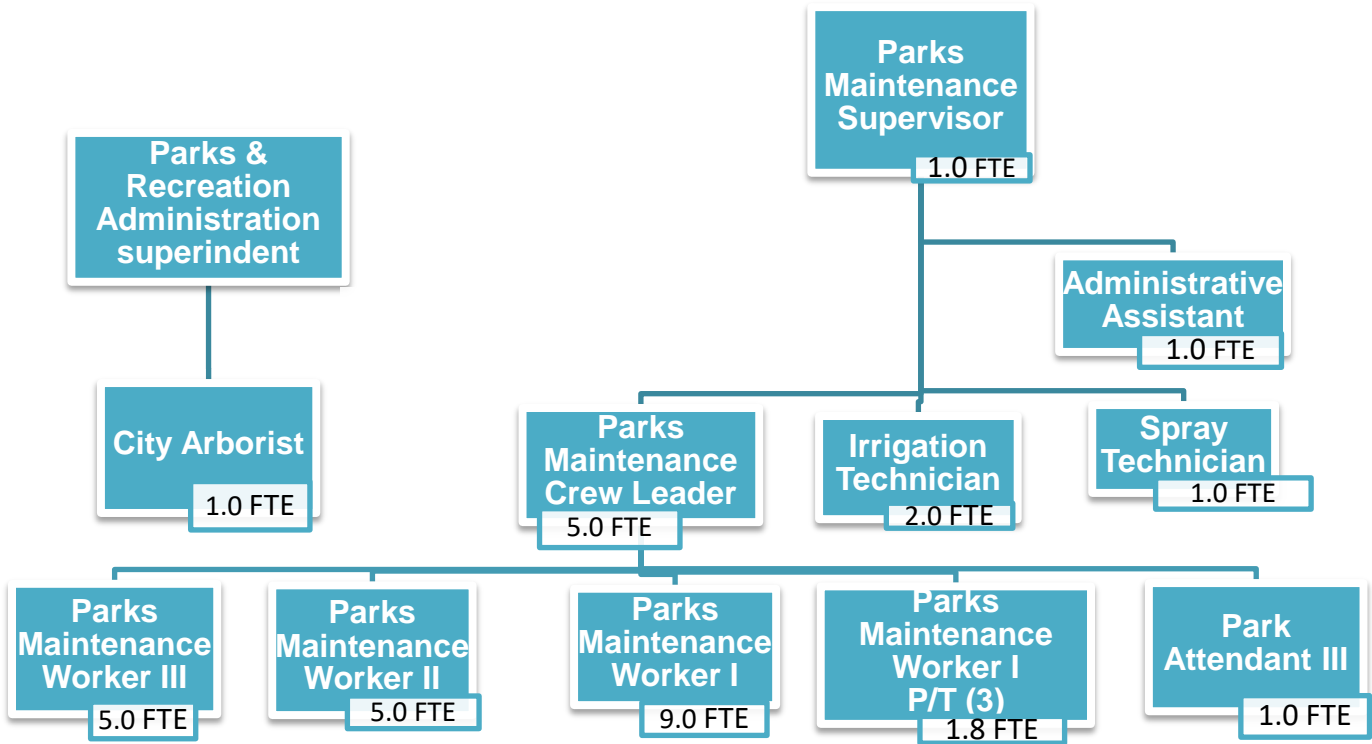 Parks
Maintenance
Supervisor
1.0 FTE
Parks &
Recreation
Administration
superindent
Administrative
Assistant
1.0 FTE
City Arborist
1.0 FTE
Parks
Maintenance
Crew Leader
5.0 FTE
Irrigation
Technician
2.0 FTE
Spray
Technician
1.0 FTE
Parks
Maintenance
Worker III
5.0 FTE
Parks
Maintenance
Worker II
5.0 FTE
Parks
Maintenance
Worker I
9.0 FTE
Parks
Maintenance
Worker I
P/T (3)
1.8 FTE
Park
Attendant III
1.0 FTE